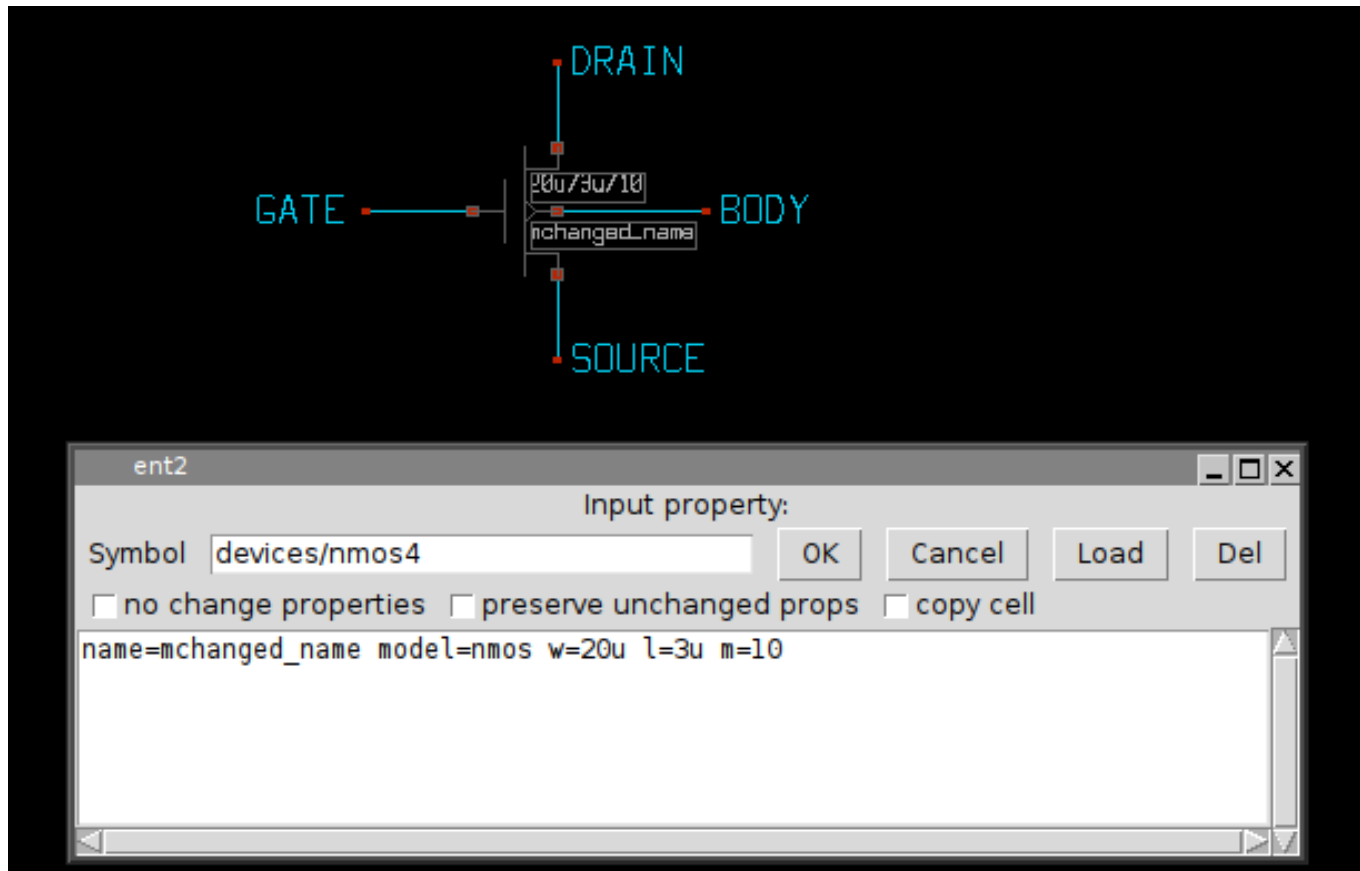 DRAIN
20u/3u/10
GATE
BODY
mchanged_name
SOURCE
ent2
Input property:
Symbol devices/nmos4 OK Cancel Load Del
no change properties preserve unchanged props copy cell
name=mchanged_name model=nmos w=20u l=3u m=10